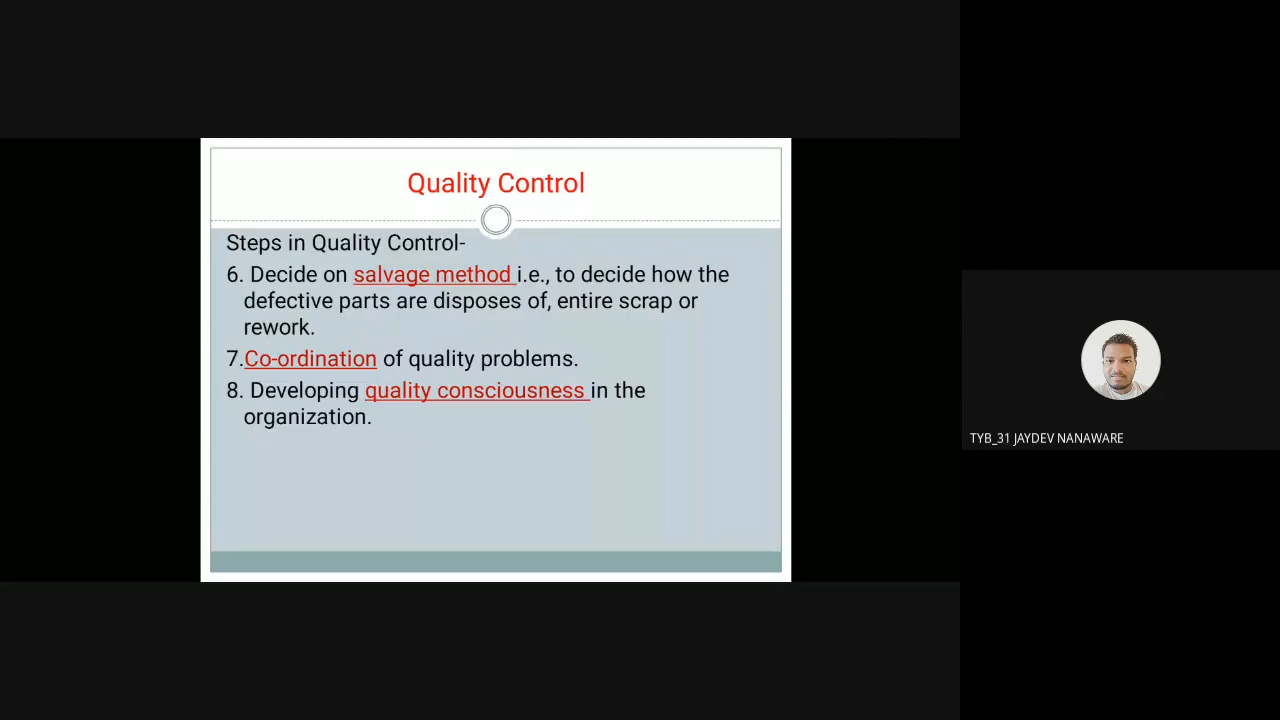 Quality Control
Steps in Quality Control-
6. Decide on salvage method i.e., to decide how the
defective parts are disposes of, entire scrap or
rework.
7.Co-ordination of quality problems.
8. Developing quality consciousness in the
organization.
TYB_31 JAYDEV NANAWARE